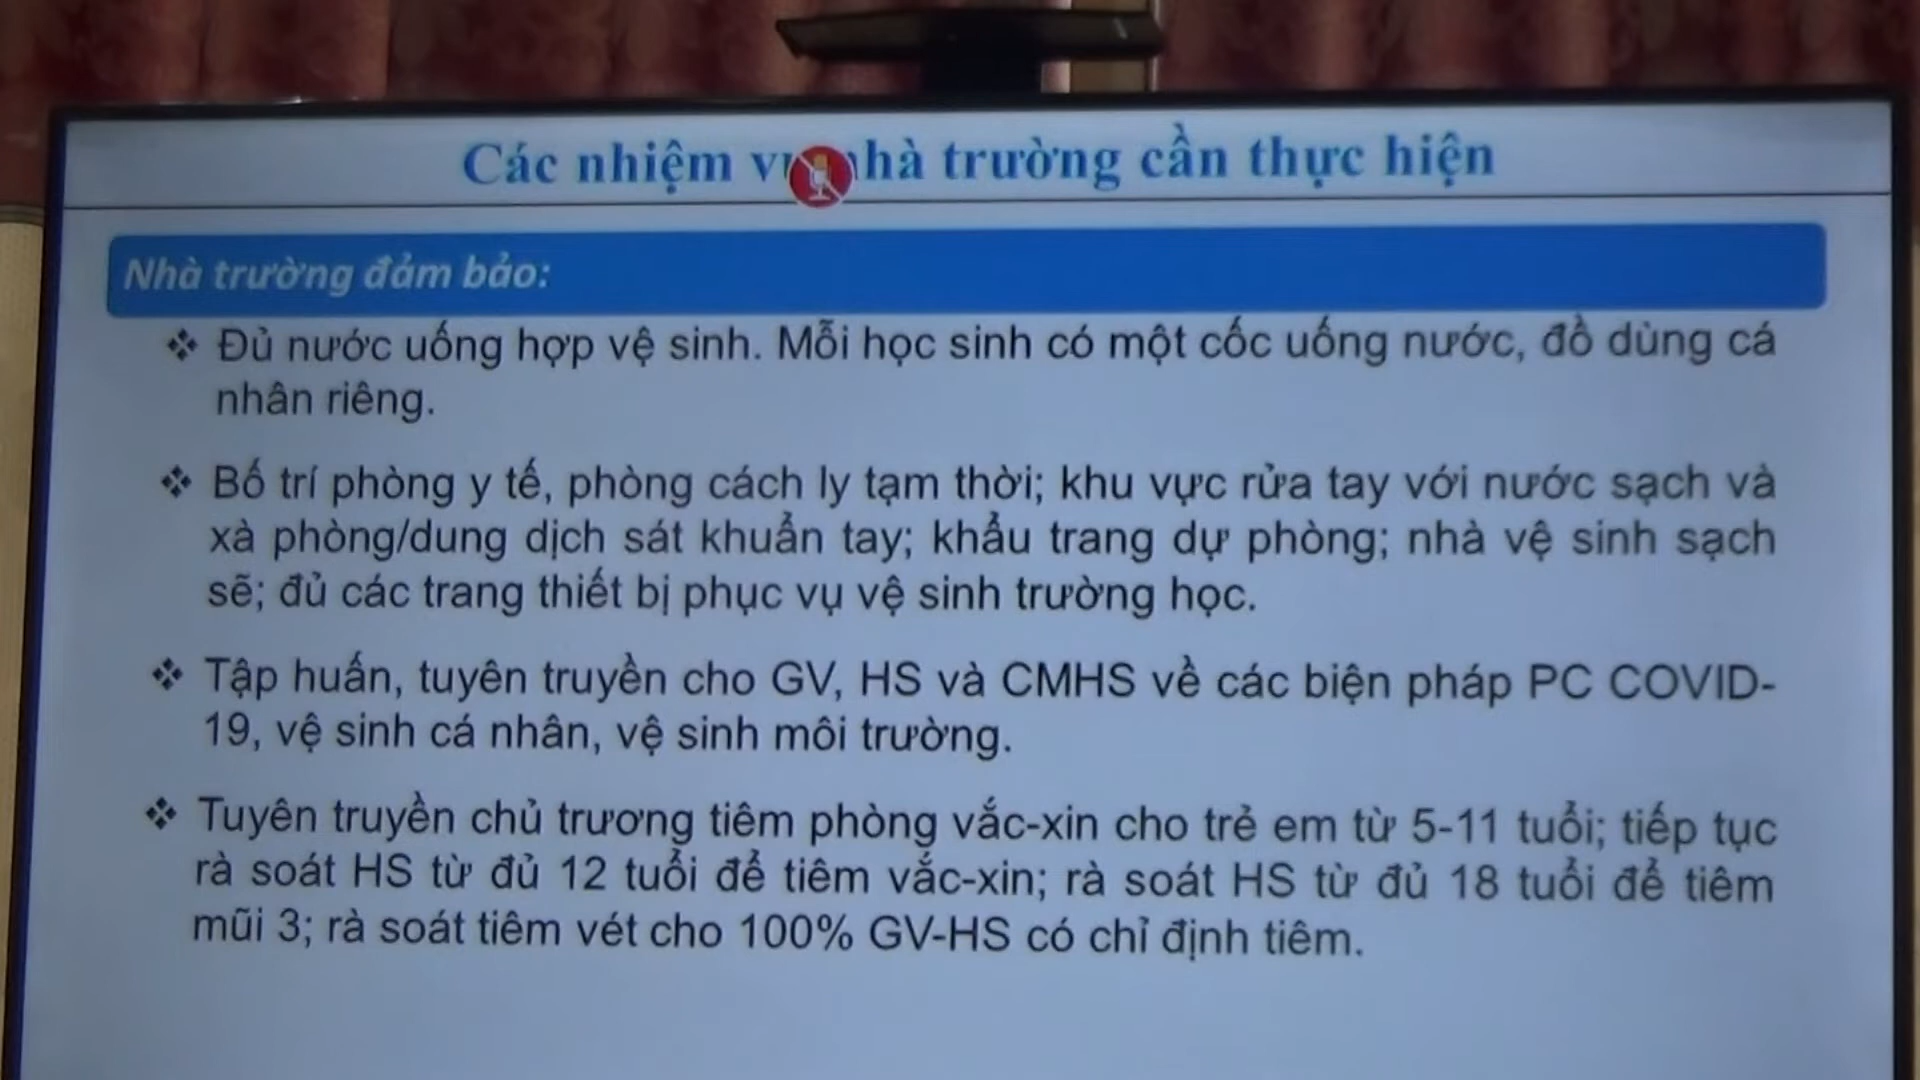 Các nhiệm vụ nhà trường cần thực hiện
Nhà trường đảm bảo:
❖ Đủ nước uống hợp vệ sinh. Mỗi học sinh có một cốc uống nước, đồ dùng cá
nhân riêng.
❖ Bố trí phòng y tế, phòng cách ly tạm thời; khu vực rửa tay với nước sạch và
xà phòng/dung dịch sát khuẩn tay; khẩu trang dự phòng; nhà vệ sinh sạch
sẽ; đủ các trang thiết bị phục vụ vệ sinh trường học.
❖ Tập huấn, tuyên truyền cho GV, HS và CMHS về các biện pháp PC COVID-
19, vệ sinh cá nhân, vệ sinh môi trường.
❖ Tuyên truyền chủ trương tiêm phòng vắc-xin cho trẻ em từ 5-11 tuổi; tiếp tục
rà soát HS từ đủ 12 tuổi để tiêm vắc-xin; rà soát HS từ đủ 18 tuổi để tiêm
mũi 3; rà soát tiêm vét cho 100% GV-HS có chỉ định tiêm.